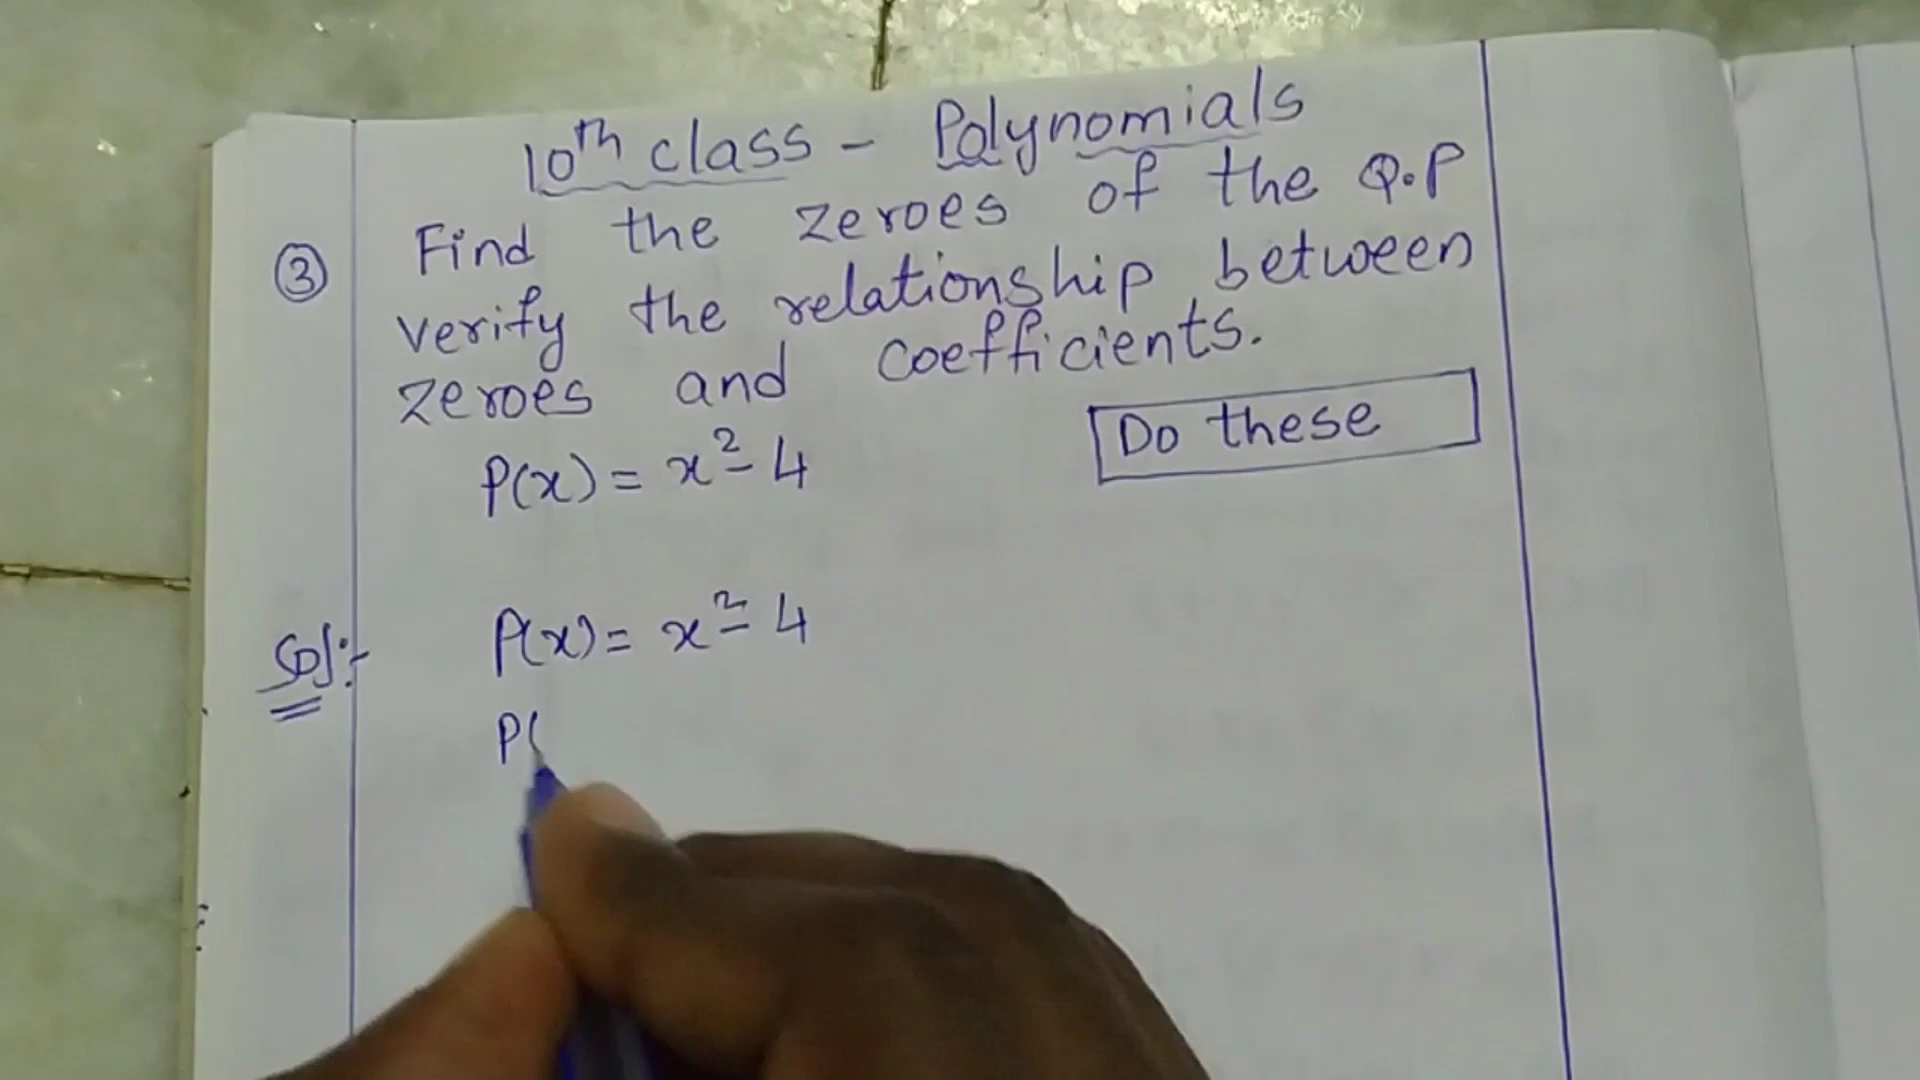 10th class - Polynomials
③ Find the zeroes of the Q.P
verify the relationship between
zeroes and coefficients.
Do these
P(x) = x² - 4
Sol:- P(x) = x² - 4
P(